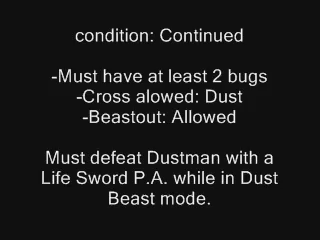 condition: Continued
-Must have at least 2 bugs
-Cross alowed: Dust
-Beastout: Allowed
Must defeat Dustman with a
Life Sword P.A. while in Dust
Beast mode.